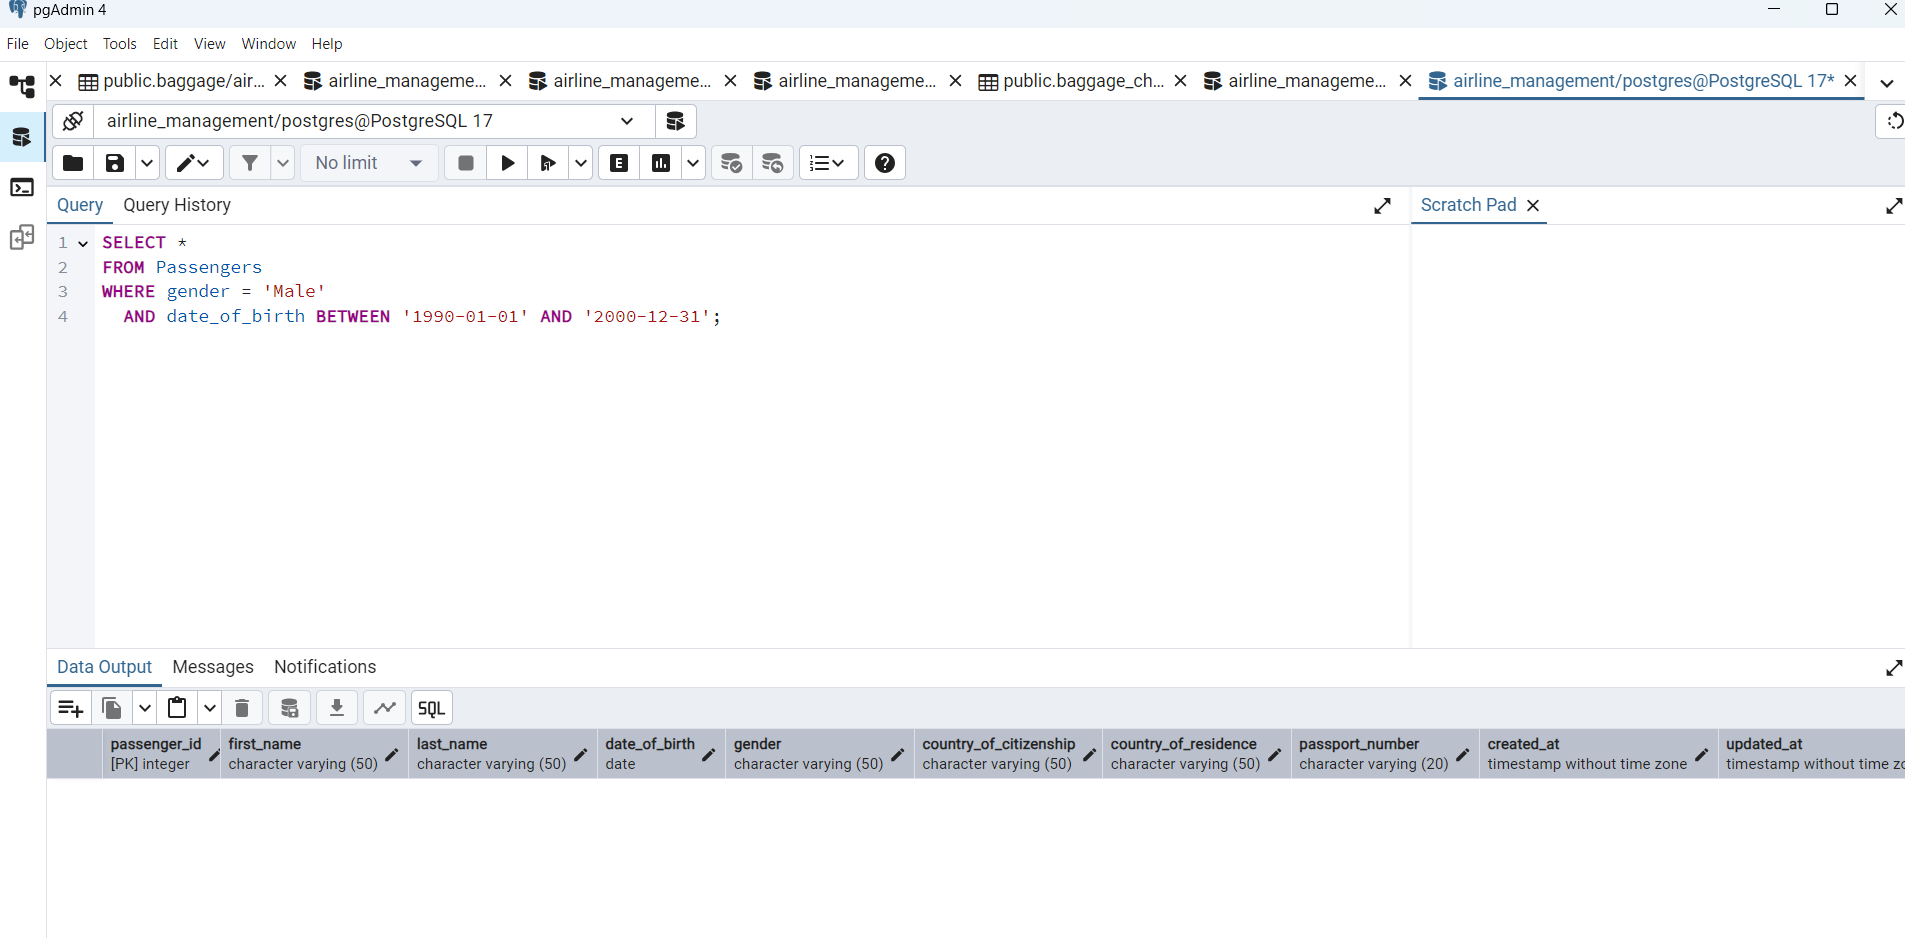 pgAdmin 4
File Object Tools Edit View Window Help
public.baggage/air... airline_manageme... airline_manageme... airline_manageme... public.baggage_ch... airline_manageme... airline_management/postgres@PostgreSQL 17*
airline_management/postgres@PostgreSQL 17
No limit E
Query Query History Scratch Pad
1 SELECT *
2 FROM Passengers
3 WHERE gender = 'Male'
4 AND date_of_birth BETWEEN '1990-01-01' AND '2000-12-31';
Data Output Messages Notifications
SQL
passenger_id first_name last_name date_of_birth gender country_of_citizenship country_of_residence passport_number created_at updated_at
[PK] integer character varying (50) character varying (50) date character varying (50) character varying (50) character varying (50) character varying (20) timestamp without time zone timestamp without time zo